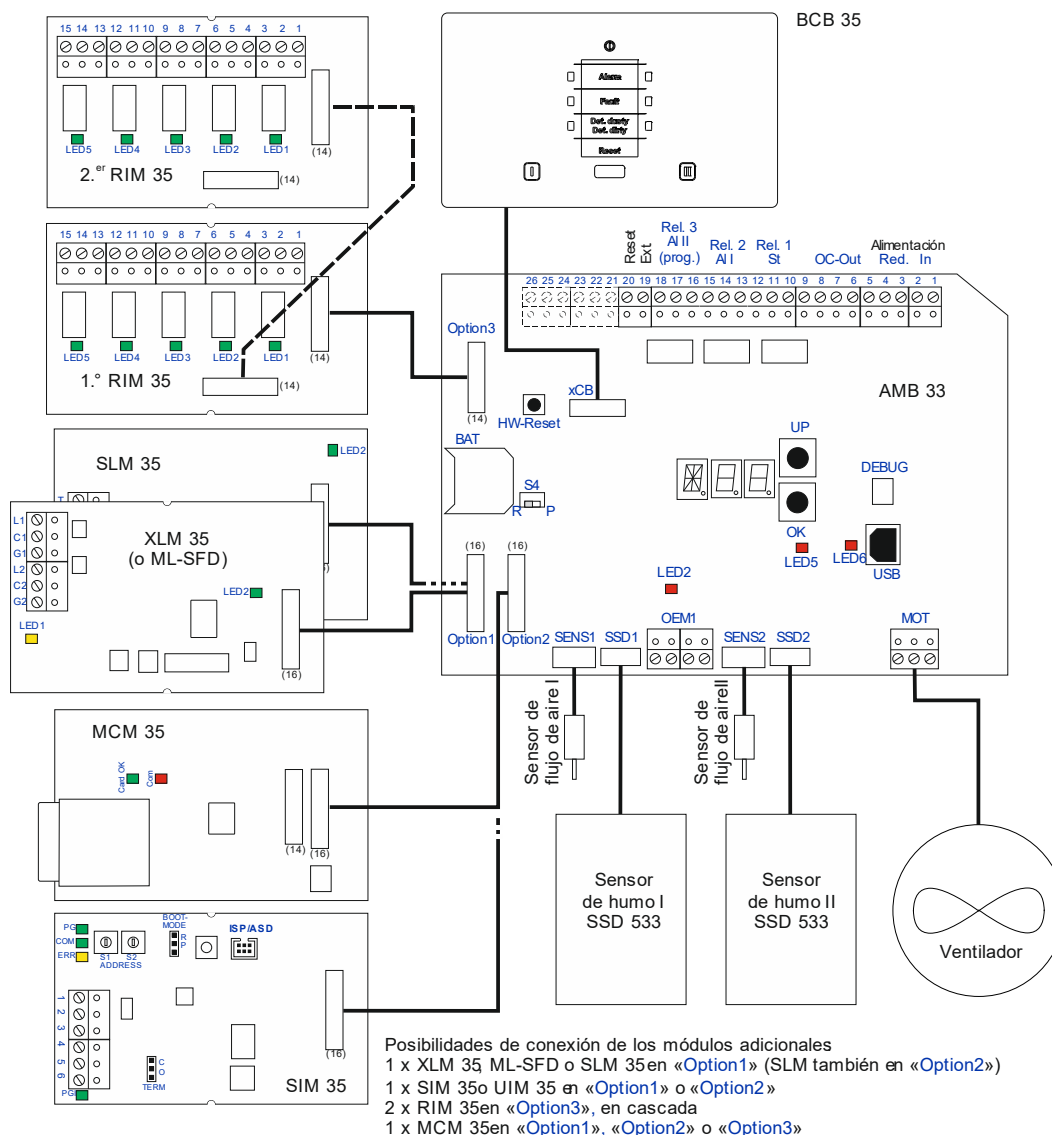 BCB 35
Alarm
Fault
Det. dusty
Det. dirty
Reset
15 14 13 12 11 10 9 8 7 6 5 4 3 2 1
LED5 LED4 LED3 LED2 LED1
(14)
2.er RIM 35
(14)
15 14 13 12 11 10 9 8 7 6 5 4 3 2 1
LED5 LED4 LED3 LED2 LED1
(14)
1.º RIM 35
(14)
Reset
Ext
Rel. 3
Al II
(prog.)
Rel. 2
Al I
Rel. 1
St
OC-Out
Alimentación
Red. In
26 25 24 23 22 21 20 19 18 17 16 15 14 13 12 11 10 9 8 7 6 5 4 3 2 1
AMB 33
Option3
(14)
HW-Reset
xCB
BAT
S4
R P
UP
OK
DEBUG
LED5
LED6
USB
LED2
(16)
(16)
Option1
Option2
SENS1
SSD1
OEM1
SENS2
SSD2
MOT
SLM 35
LED2
XLM 35
(o ML-SFD)
L1
C1
G1
L2
C2
G2
LED1
LED2
(16)
MCM 35
Card OK
Com
(14)
(16)
PG
COM
ERR
S1 S2
ADDRESS
BOOT-
MODE
R
P
ISP/ASD
1
2
3
4
5
6
PG
C
O
TERM
(16)
SIM 35
Sensor de
flujo de aire I
Sensor de
flujo de aire II
Sensor
de humo I
SSD 533
Sensor
de humo II
SSD 533
Ventilador
Posibilidades de conexión de los módulos adicionales
1 x XLM 35, ML-SFD o SLM 35 en «Option1» (SLM también en «Option2»)
1 x SIM 35 o UIM 35 en «Option1» o «Option2»
2 x RIM 35 en «Option3», en cascada
1 x MCM 35 en «Option1», «Option2» o «Option3»